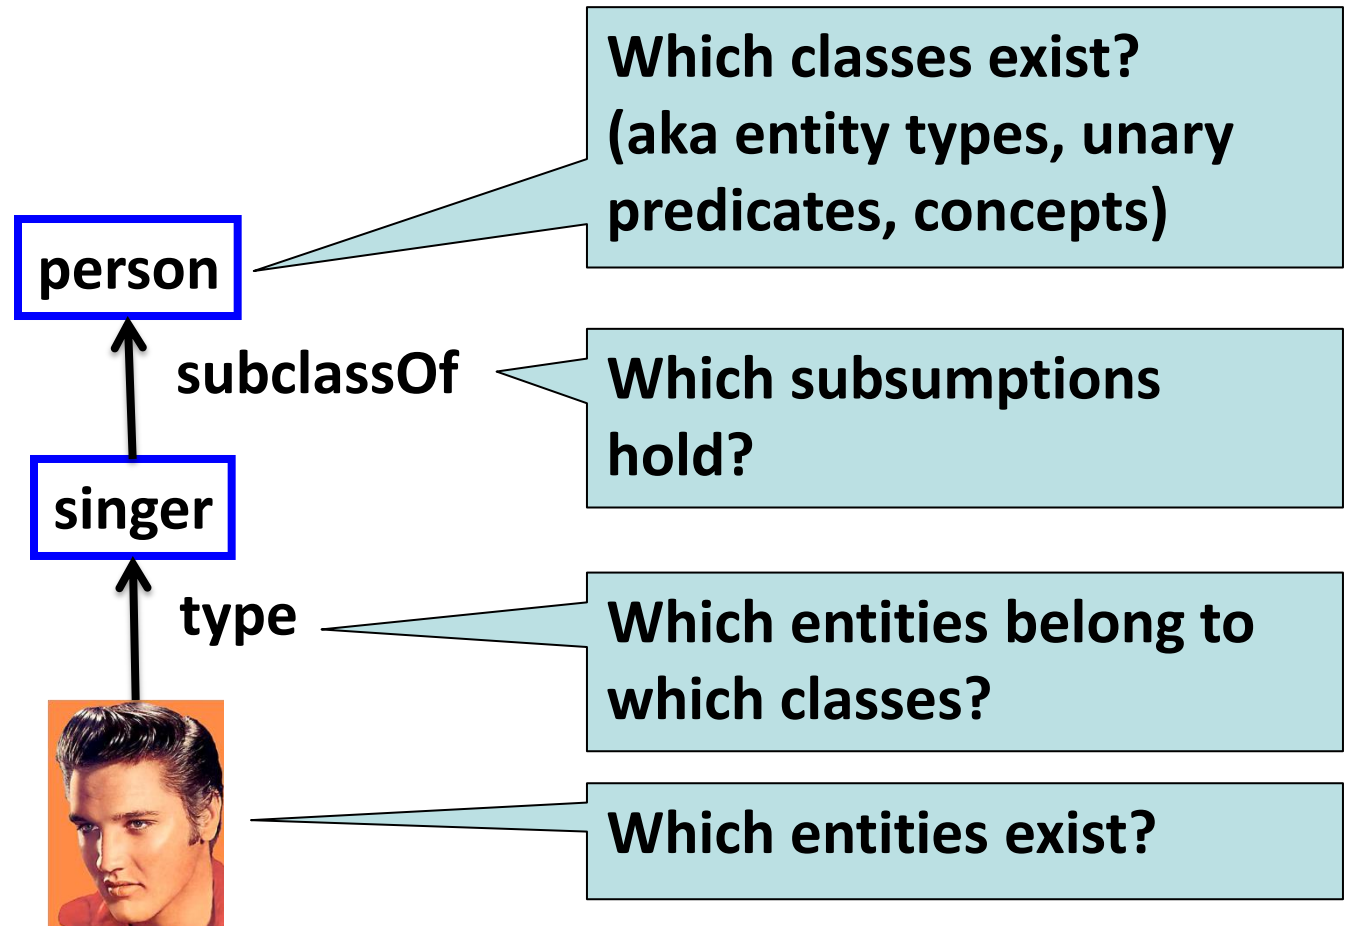 Which classes exist?
(aka entity types, unary
predicates, concepts)
person
subclassOf
Which subsumptions
hold?
singer
type
Which entities belong to
which classes?
Which entities exist?